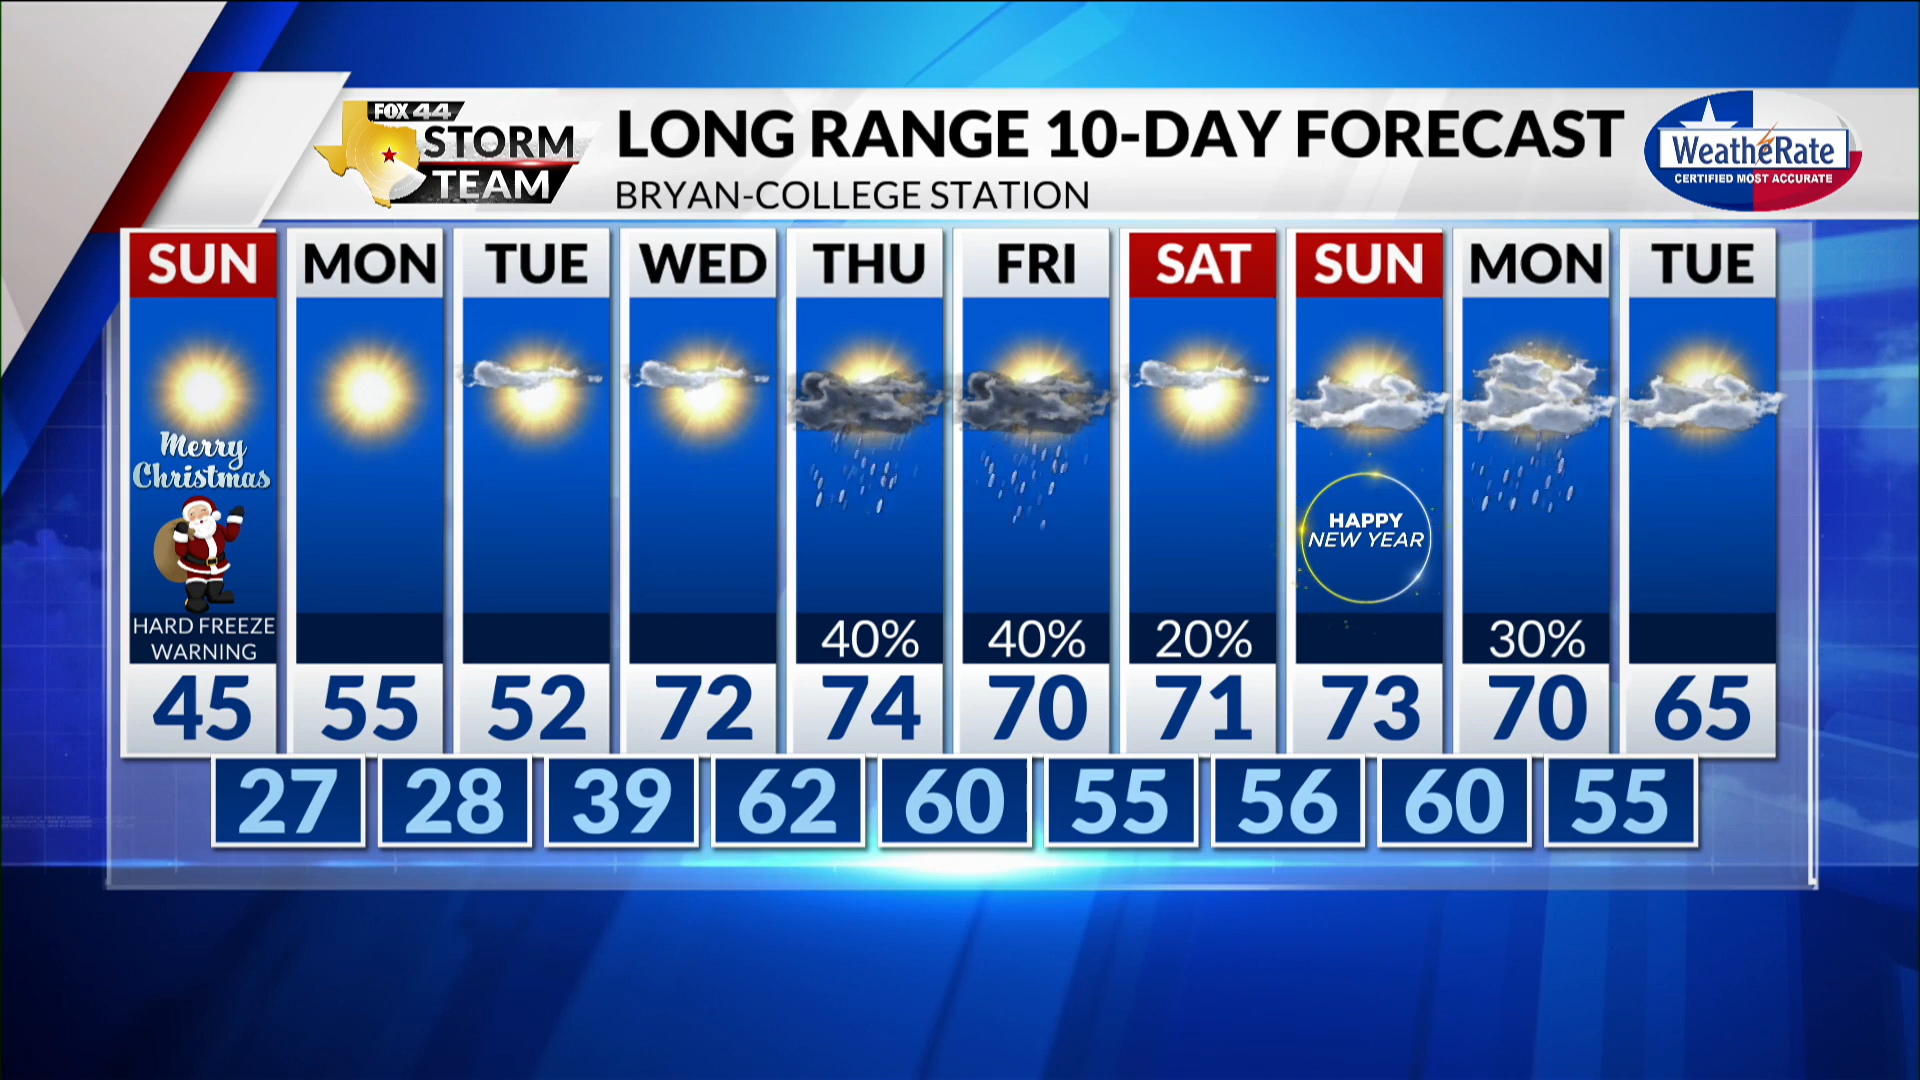 FOX 44
STORM
TEAM
LONG RANGE 10-DAY FORECAST
BRYAN-COLLEGE STATION
WeatheRate
CERTIFIED MOST ACCURATE
SUN MON TUE WED THU FRI SAT SUN MON TUE
Merry
Christmas
HAPPY
NEW YEAR
HARD FREEZE
WARNING
40% 40% 20% 30%
45 55 52 72 74 70 71 73 70 65
27 28 39 62 60 55 56 60 55